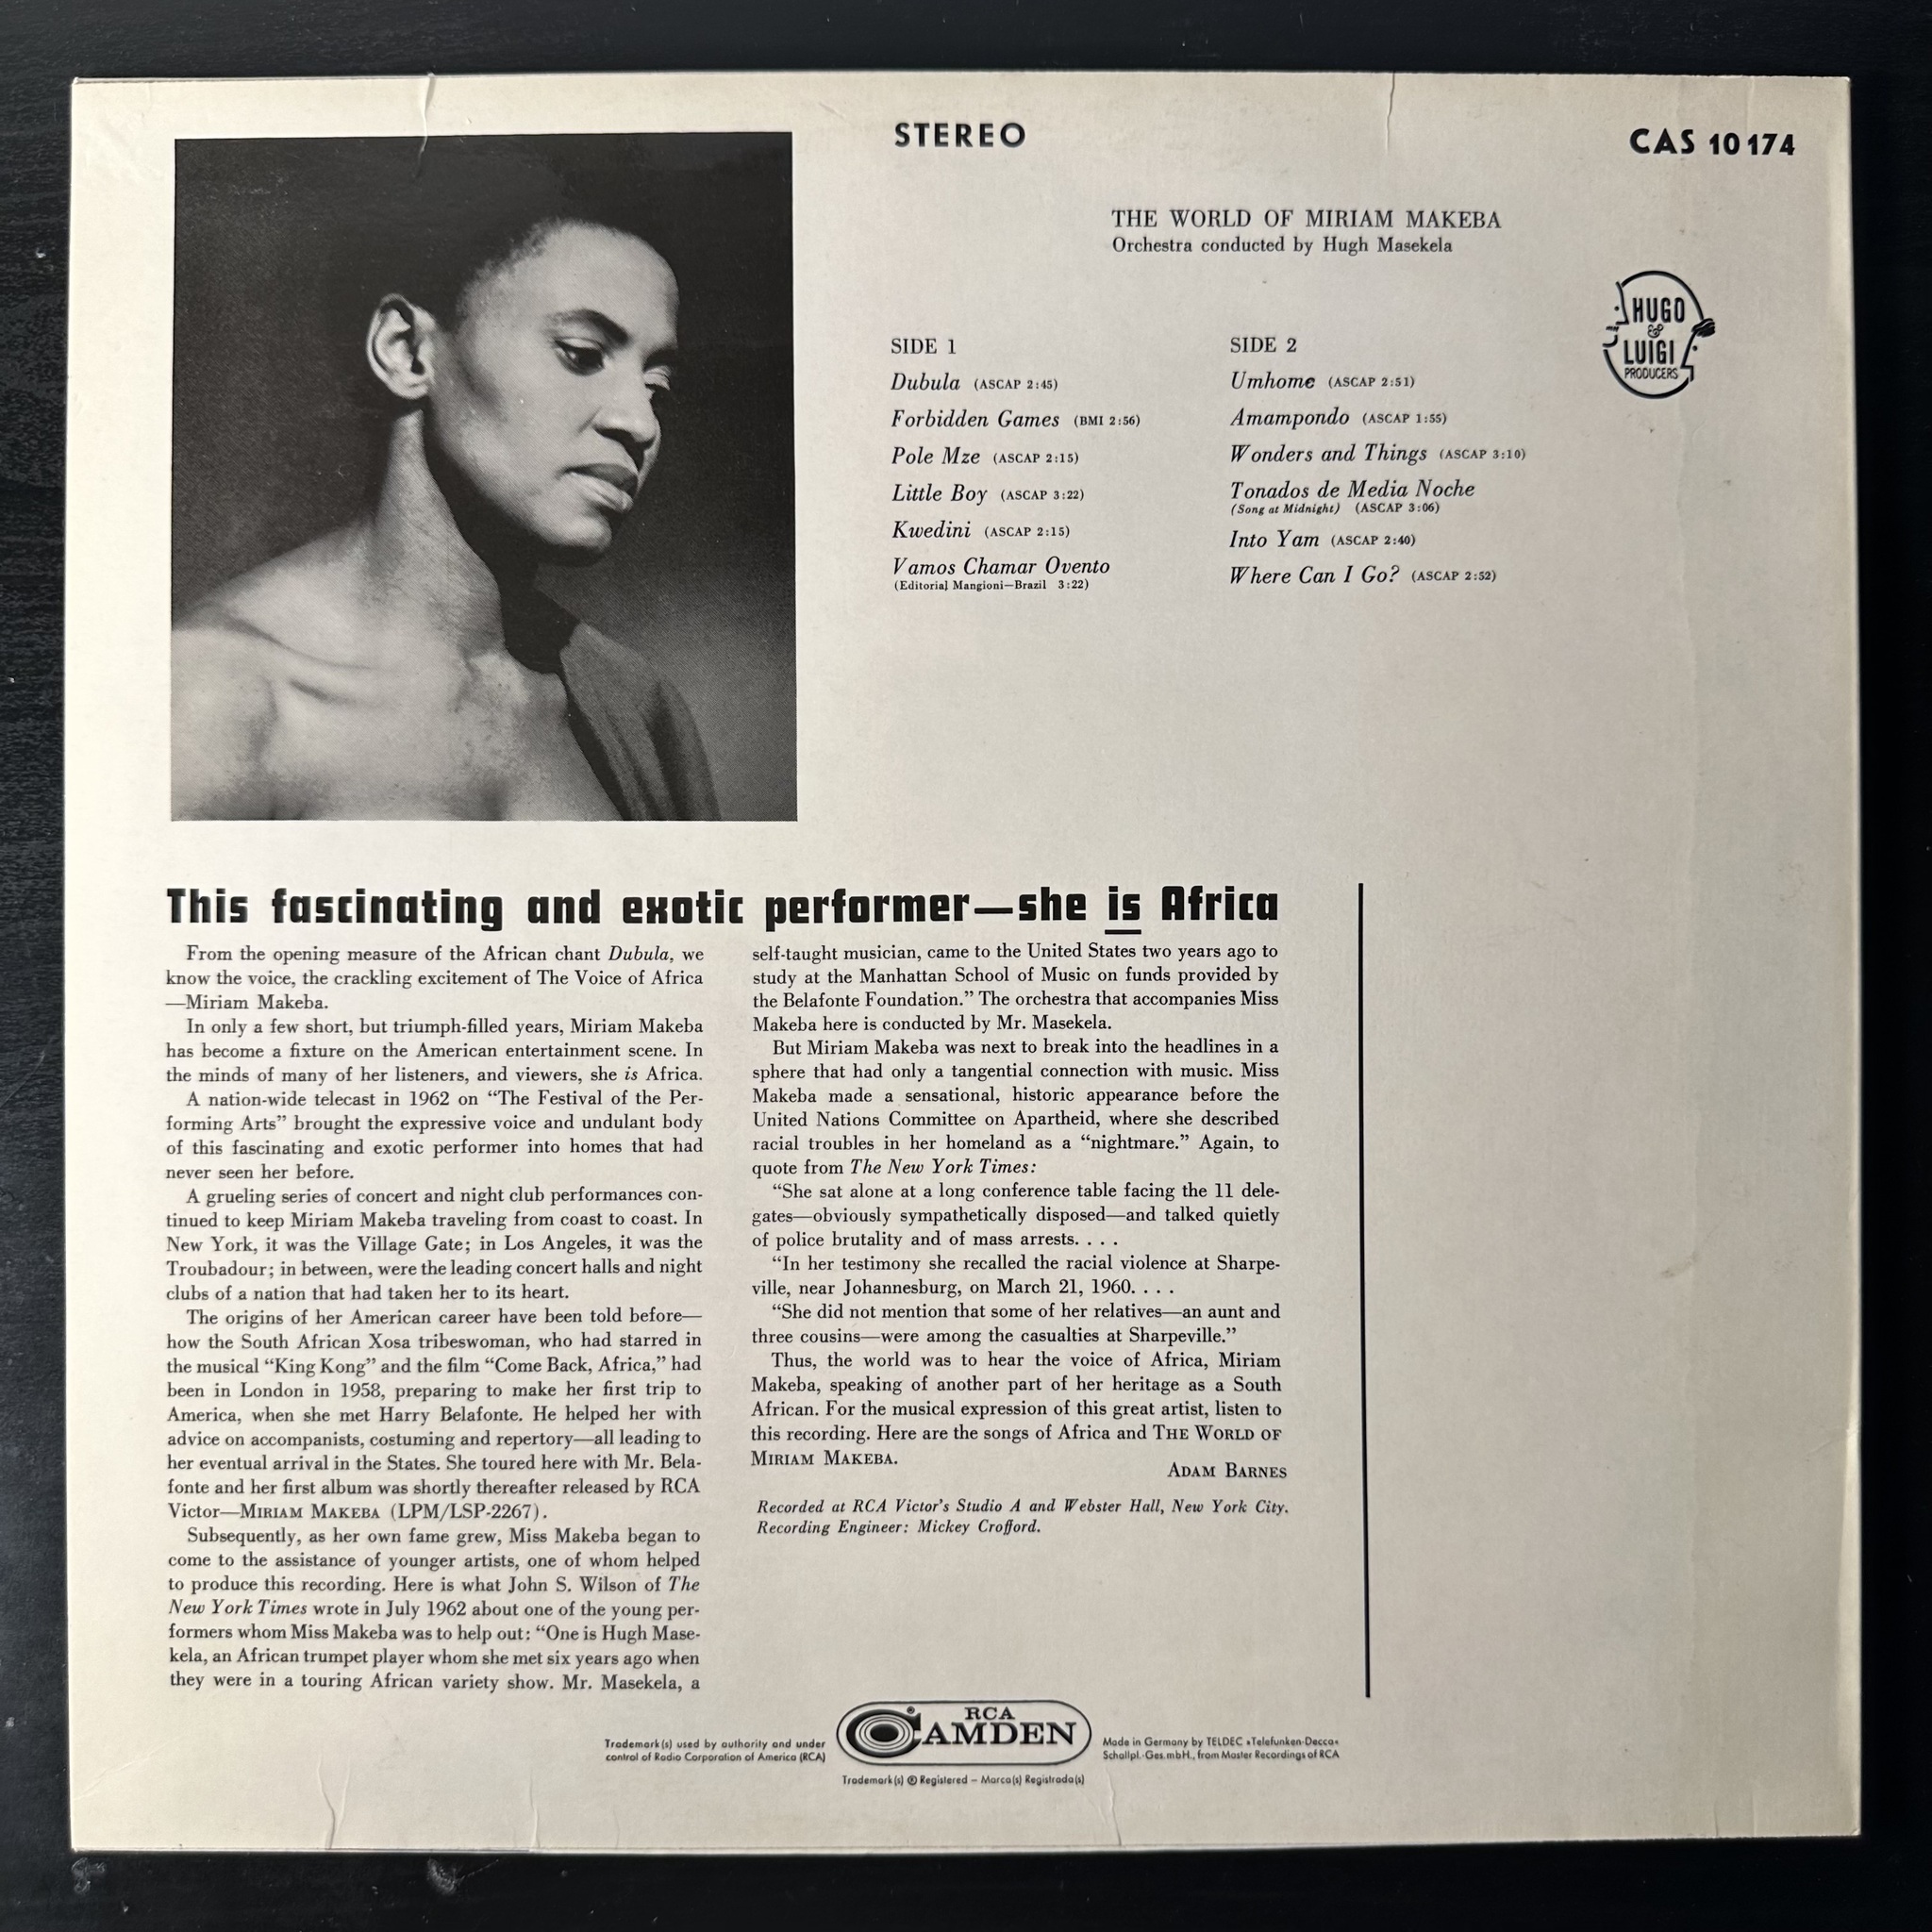 STEREO
CAS 10 174
THE WORLD OF MIRIAM MAKEBA
Orchestra conducted by Hugh Masekela
HUGO
&
LUIGI
PRODUCERS
SIDE 1
Dubula (ASCAP 2:45)
Forbidden Games (BMI 2:56)
Pole Mze (ASCAP 2:15)
Little Boy (ASCAP 3:22)
Kwedini (ASCAP 2:15)
Vamos Chamar Ovento
(Editorial Mangioni—Brazil 3:22)
SIDE 2
Umhome (ASCAP 2:51)
Amampondo (ASCAP 1:55)
Wonders and Things (ASCAP 3:10)
Tonados de Media Noche
(Song at Midnight) (ASCAP 3:06)
Into Yam (ASCAP 2:40)
Where Can I Go? (ASCAP 2:52)
This fascinating and exotic performer—she is Africa
From the opening measure of the African chant Dubula, we
know the voice, the crackling excitement of The Voice of Africa
—Miriam Makeba.
In only a few short, but triumph-filled years, Miriam Makeba
has become a fixture on the American entertainment scene. In
the minds of many of her listeners, and viewers, she is Africa.
A nation-wide telecast in 1962 on “The Festival of the Per-
forming Arts” brought the expressive voice and undulant body
of this fascinating and exotic performer into homes that had
never seen her before.
A grueling series of concert and night club performances con-
tinued to keep Miriam Makeba traveling from coast to coast. In
New York, it was the Village Gate; in Los Angeles, it was the
Troubadour; in between, were the leading concert halls and night
clubs of a nation that had taken her to its heart.
The origins of her American career have been told before—
how the South African Xosa tribeswoman, who had starred in
the musical “King Kong” and the film “Come Back, Africa,” had
been in London in 1958, preparing to make her first trip to
America, when she met Harry Belafonte. He helped her with
advice on accompanists, costuming and repertory—all leading to
her eventual arrival in the States. She toured here with Mr. Bela-
fonte and her first album was shortly thereafter released by RCA
Victor—MIRIAM MAKEBA (LPM/LSP-2267).
Subsequently, as her own fame grew, Miss Makeba began to
come to the assistance of younger artists, one of whom helped
to produce this recording. Here is what John S. Wilson of The
New York Times wrote in July 1962 about one of the young per-
formers whom Miss Makeba was to help out: “One is Hugh Mase-
kela, an African trumpet player whom she met six years ago when
they were in a touring African variety show. Mr. Masekela, a
self-taught musician, came to the United States two years ago to
study at the Manhattan School of Music on funds provided by
the Belafonte Foundation.” The orchestra that accompanies Miss
Makeba here is conducted by Mr. Masekela.
But Miriam Makeba was next to break into the headlines in a
sphere that had only a tangential connection with music. Miss
Makeba made a sensational, historic appearance before the
United Nations Committee on Apartheid, where she described
racial troubles in her homeland as a “nightmare.” Again, to
quote from The New York Times:
“She sat alone at a long conference table facing the 11 dele-
gates—obviously sympathetically disposed—and talked quietly
of police brutality and of mass arrests. . . .
“In her testimony she recalled the racial violence at Sharpe-
ville, near Johannesburg, on March 21, 1960. . . .
“She did not mention that some of her relatives—an aunt and
three cousins—were among the casualties at Sharpeville.”
Thus, the world was to hear the voice of Africa, Miriam
Makeba, speaking of another part of her heritage as a South
African. For the musical expression of this great artist, listen to
this recording. Here are the songs of Africa and THE WORLD OF
MIRIAM MAKEBA.
ADAM BARNES
Recorded at RCA Victor's Studio A and Webster Hall, New York City.
Recording Engineer: Mickey Crofford.
Trademark(s) used by authority and under
control of Radio Corporation of America (RCA)
RCA
CAMDEN
Made in Germany by TELDEC »Telefunken-Decca«
Schallpl.-Ges.mbH., from Master Recordings of RCA
Trademark(s) ® Registered – Marca(s) Registrada(s)